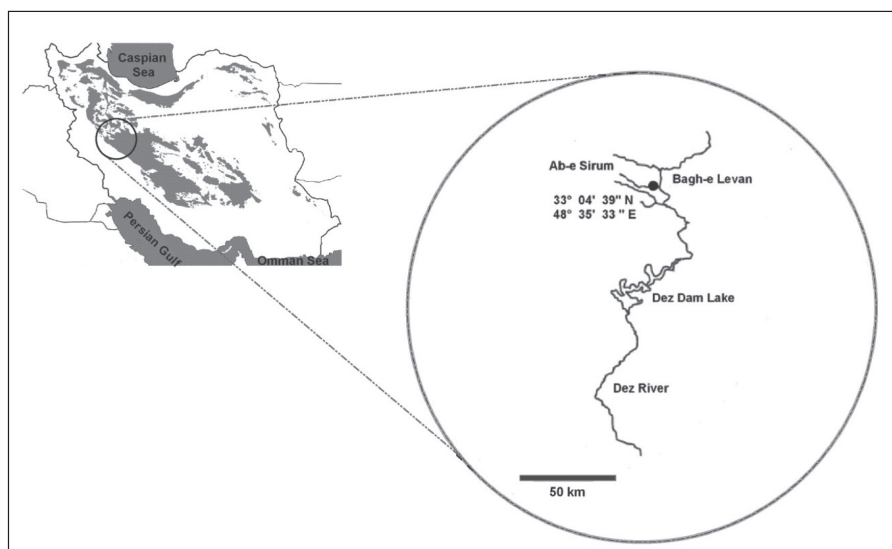 Caspian
Sea
Persian Gulf
Omman Sea
Ab-e Sirum
Bagh-e Levan
33° 04' 39" N
48° 35' 33 " E
Dez Dam Lake
Dez River
50 km